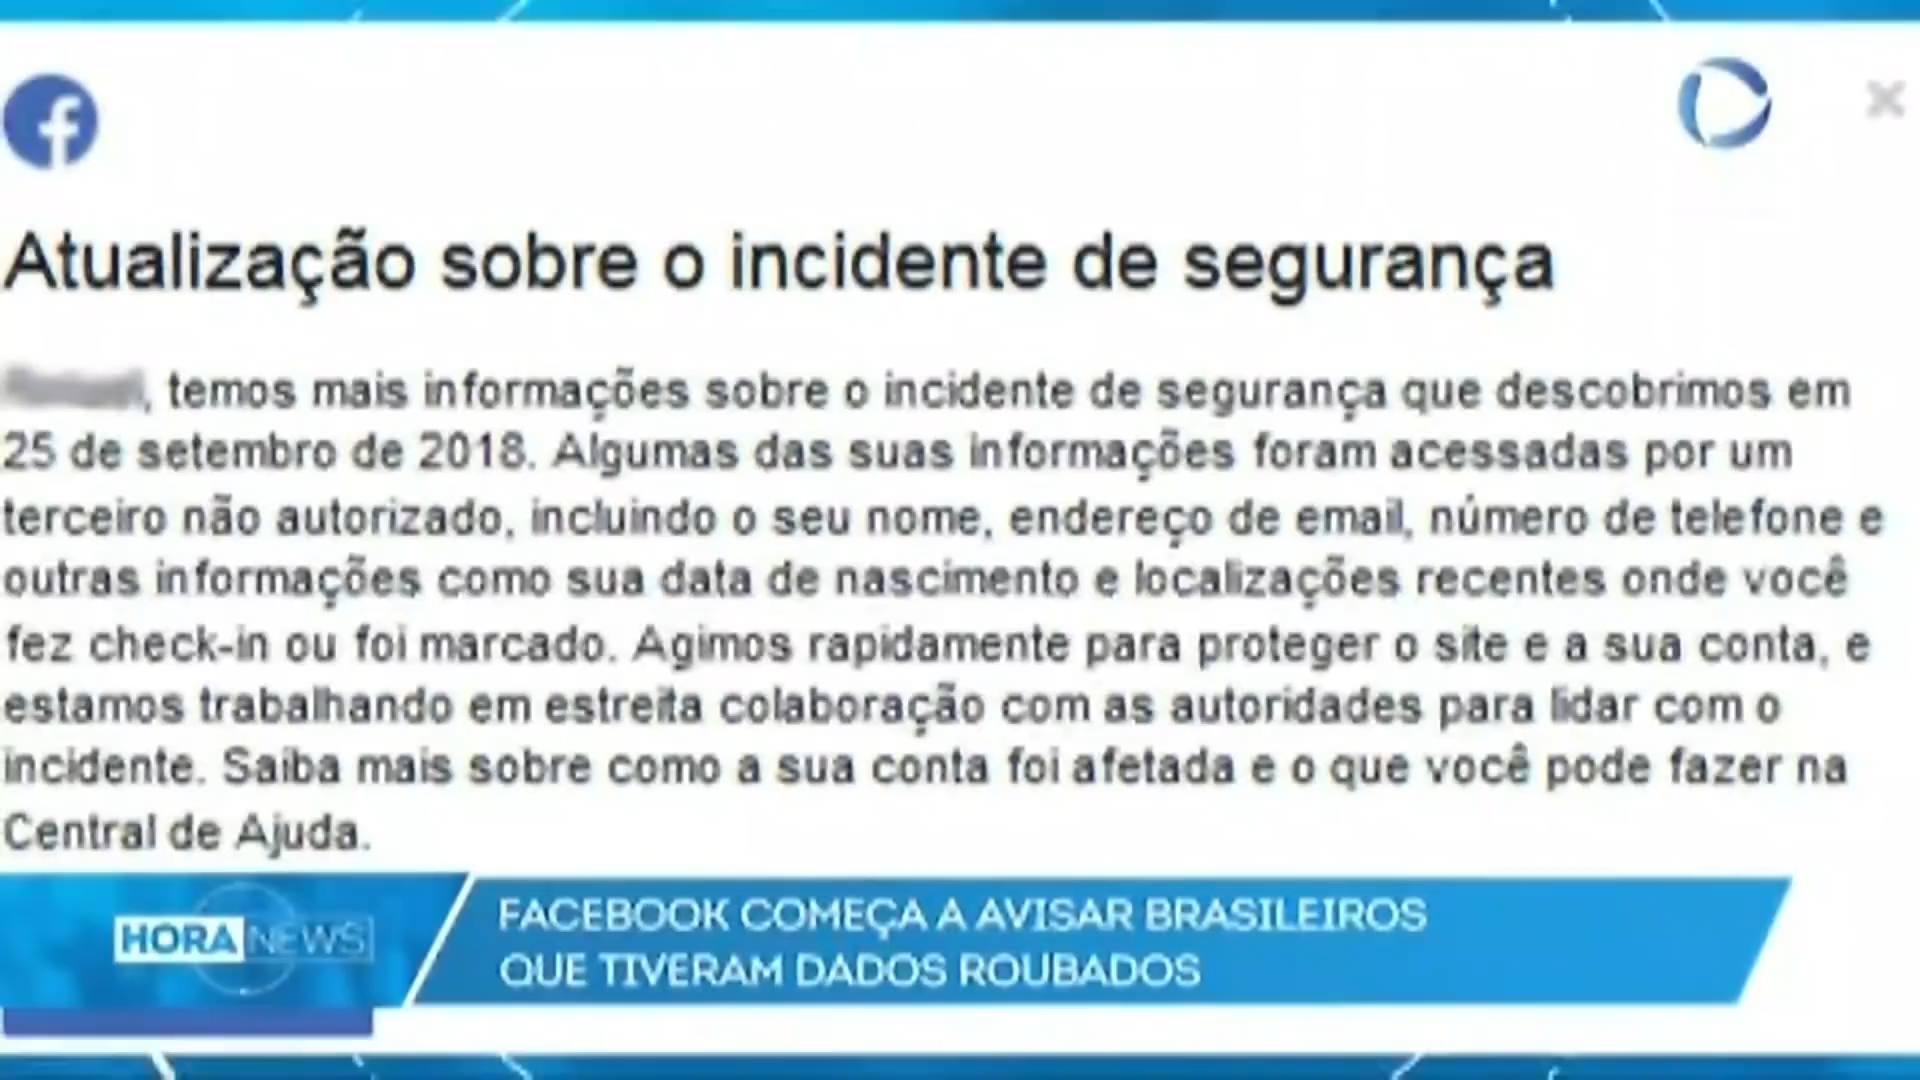 Atualização sobre o incidente de segurança
, temos mais informações sobre o incidente de segurança que descobrimos em
25 de setembro de 2018. Algumas das suas informações foram acessadas por um
terceiro não autorizado, incluindo o seu nome, endereço de email, número de telefone e
outras informações como sua data de nascimento e localizações recentes onde você
fez check-in ou foi marcado. Agimos rapidamente para proteger o site e a sua conta, e
estamos trabalhando em estreita colaboração com as autoridades para lidar com o
incidente. Saiba mais sobre como a sua conta foi afetada e o que você pode fazer na
Central de Ajuda.
HORA NEWS
FACEBOOK COMEÇA A AVISAR BRASILEIROS
QUE TIVERAM DADOS ROUBADOS